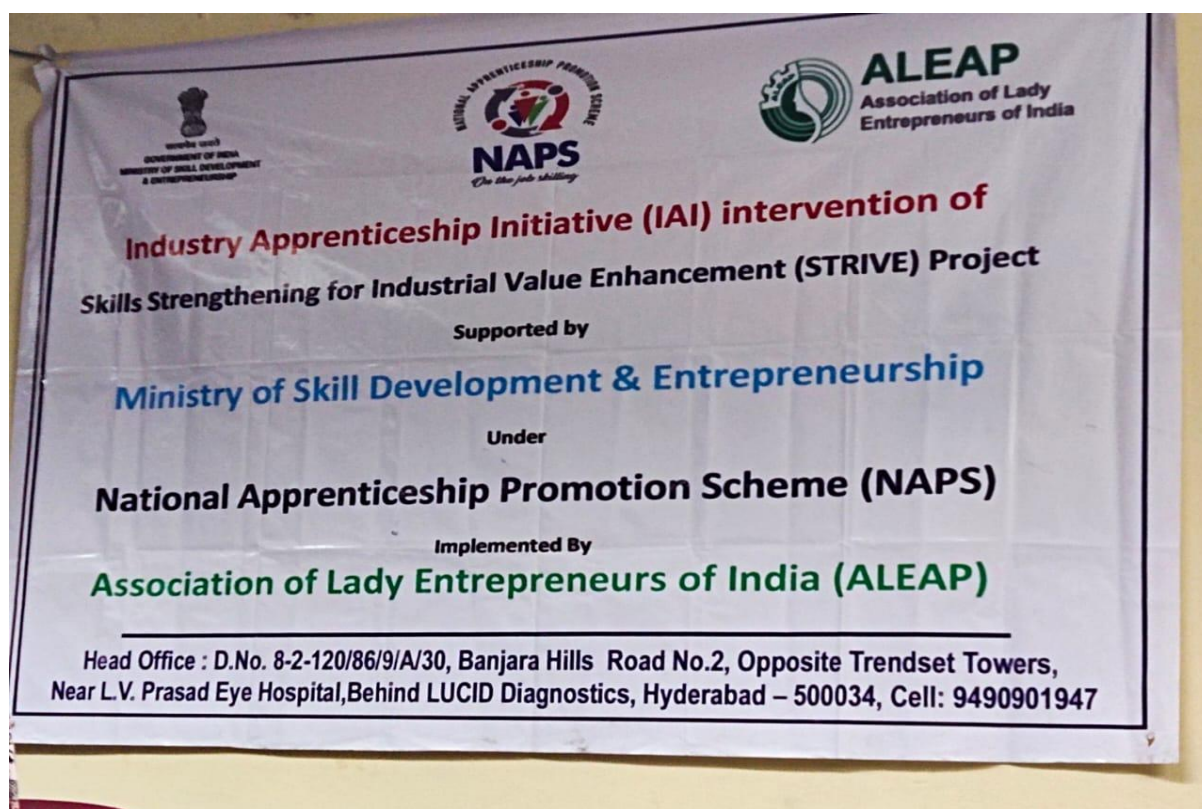 सत्यमेव जयते
GOVERNMENT OF INDIA
MINISTRY OF SKILL DEVELOPMENT
& ENTREPRENEURSHIP
NATIONAL APPRENTICESHIP PROMOTION SCHEME
NAPS
On the job skilling
ALEAP
Association of Lady
Entrepreneurs of India
Industry Apprenticeship Initiative (IAI) intervention of
Skills Strengthening for Industrial Value Enhancement (STRIVE) Project
Supported by
Ministry of Skill Development & Entrepreneurship
Under
National Apprenticeship Promotion Scheme (NAPS)
Implemented By
Association of Lady Entrepreneurs of India (ALEAP)
Head Office : D.No. 8-2-120/86/9/A/30, Banjara Hills Road No.2, Opposite Trendset Towers,
Near L.V. Prasad Eye Hospital,Behind LUCID Diagnostics, Hyderabad – 500034, Cell: 9490901947